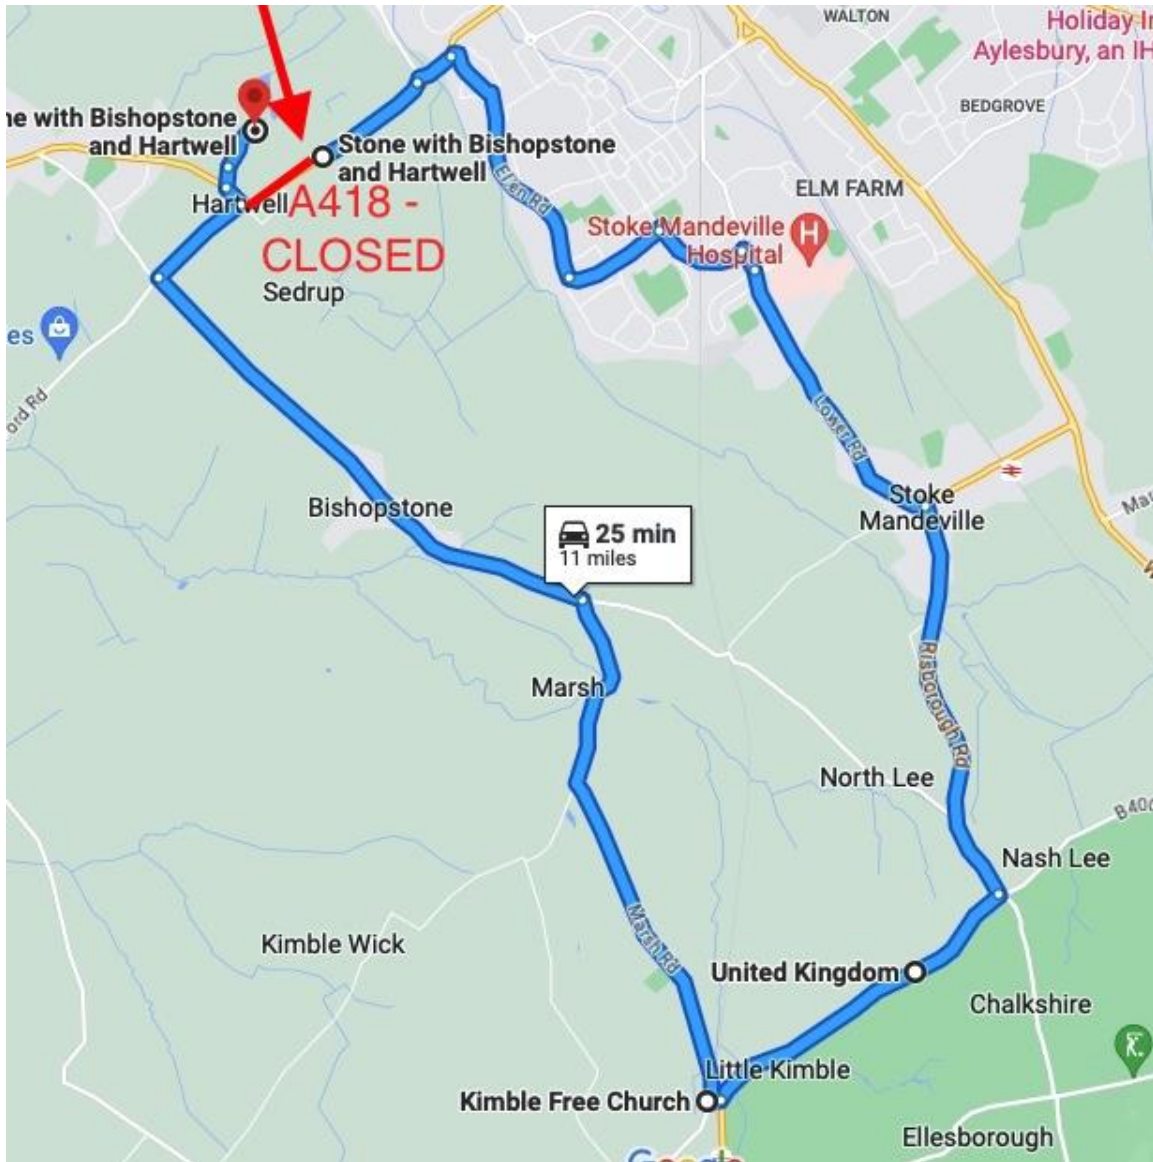 WALTON
Holiday In
Aylesbury, an IH
BEDGROVE
ne with Bishopstone
and Hartwell
Stone with Bishopstone
and Hartwell
ELM FARM
Hartwell
A418 -
CLOSED
Sedrup
Stoke Mandeville
Hospital
H
es
ord Rd
Lower Rd
Bishopstone
Stoke
Mandeville
Mar
W
25 min
11 miles
Marsh
Risborough Rd
North Lee
B40
Nash Lee
Kimble Wick
Marsh Rd
United Kingdom
Chalkshire
Little Kimble
Kimble Free Church
Ellesborough
Google